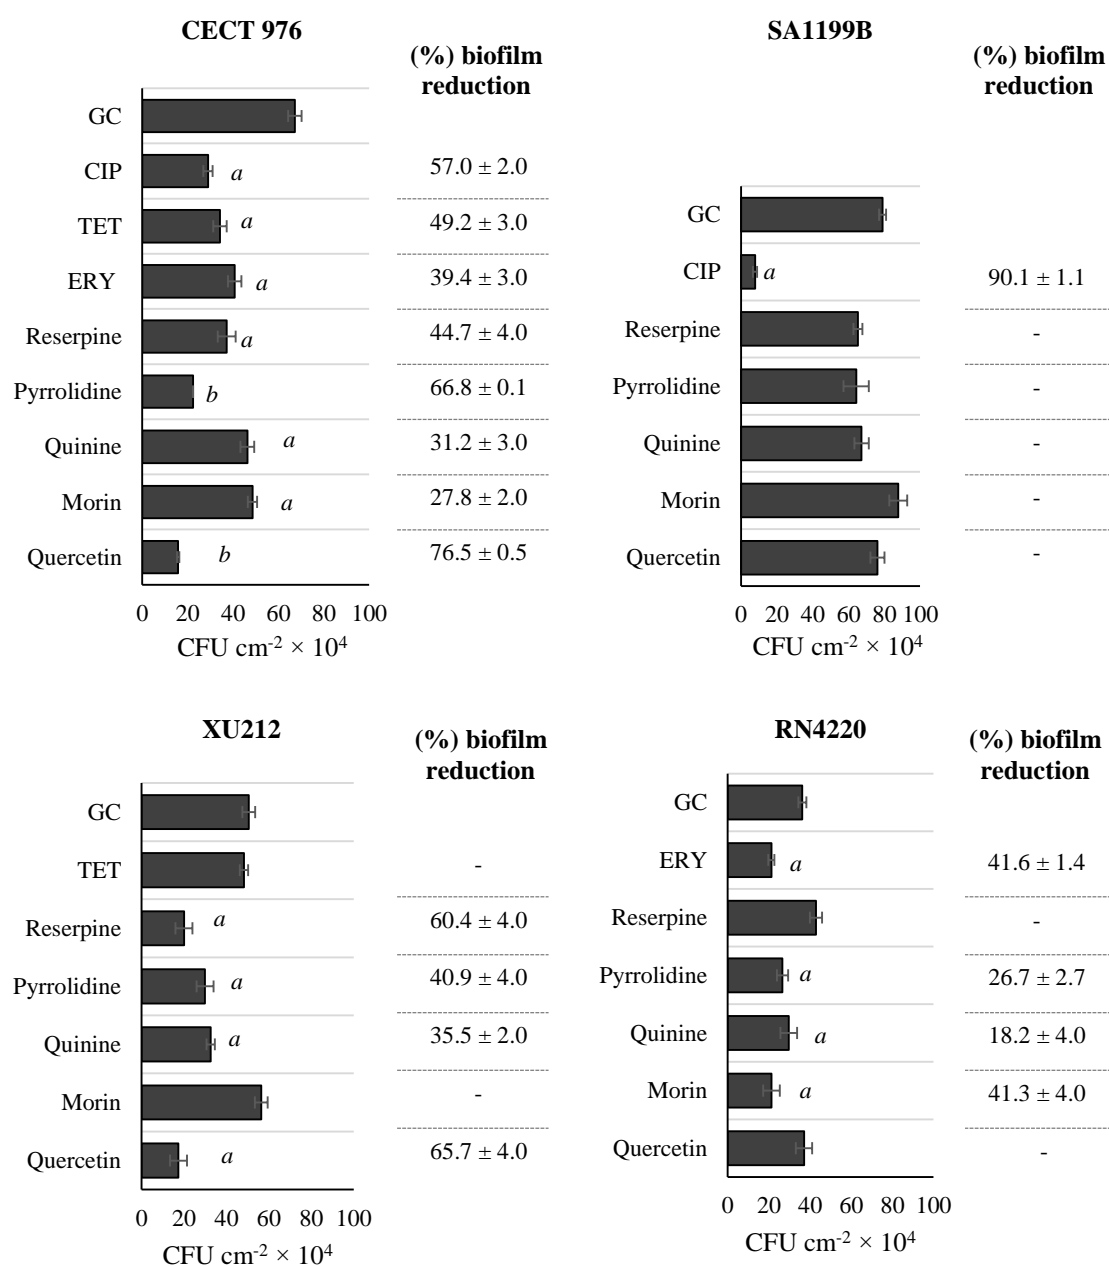 CECT 976
(%) biofilm
reduction
GC
CIP a 57.0 ± 2.0
TET a 49.2 ± 3.0
ERY a 39.4 ± 3.0
Reserpine a 44.7 ± 4.0
Pyrrolidine b 66.8 ± 0.1
Quinine a 31.2 ± 3.0
Morin a 27.8 ± 2.0
Quercetin b 76.5 ± 0.5
0 20 40 60 80 100
CFU cm⁻² × 10⁴
SA1199B
(%) biofilm
reduction
GC
CIP a 90.1 ± 1.1
Reserpine -
Pyrrolidine -
Quinine -
Morin -
Quercetin -
0 20 40 60 80 100
CFU cm⁻² × 10⁴
XU212
(%) biofilm
reduction
GC
TET -
Reserpine a 60.4 ± 4.0
Pyrrolidine a 40.9 ± 4.0
Quinine a 35.5 ± 2.0
Morin -
Quercetin a 65.7 ± 4.0
0 20 40 60 80 100
CFU cm⁻² × 10⁴
RN4220
(%) biofilm
reduction
GC
ERY a 41.6 ± 1.4
Reserpine -
Pyrrolidine a 26.7 ± 2.7
Quinine a 18.2 ± 4.0
Morin a 41.3 ± 4.0
Quercetin -
0 20 40 60 80 100
CFU cm⁻² × 10⁴